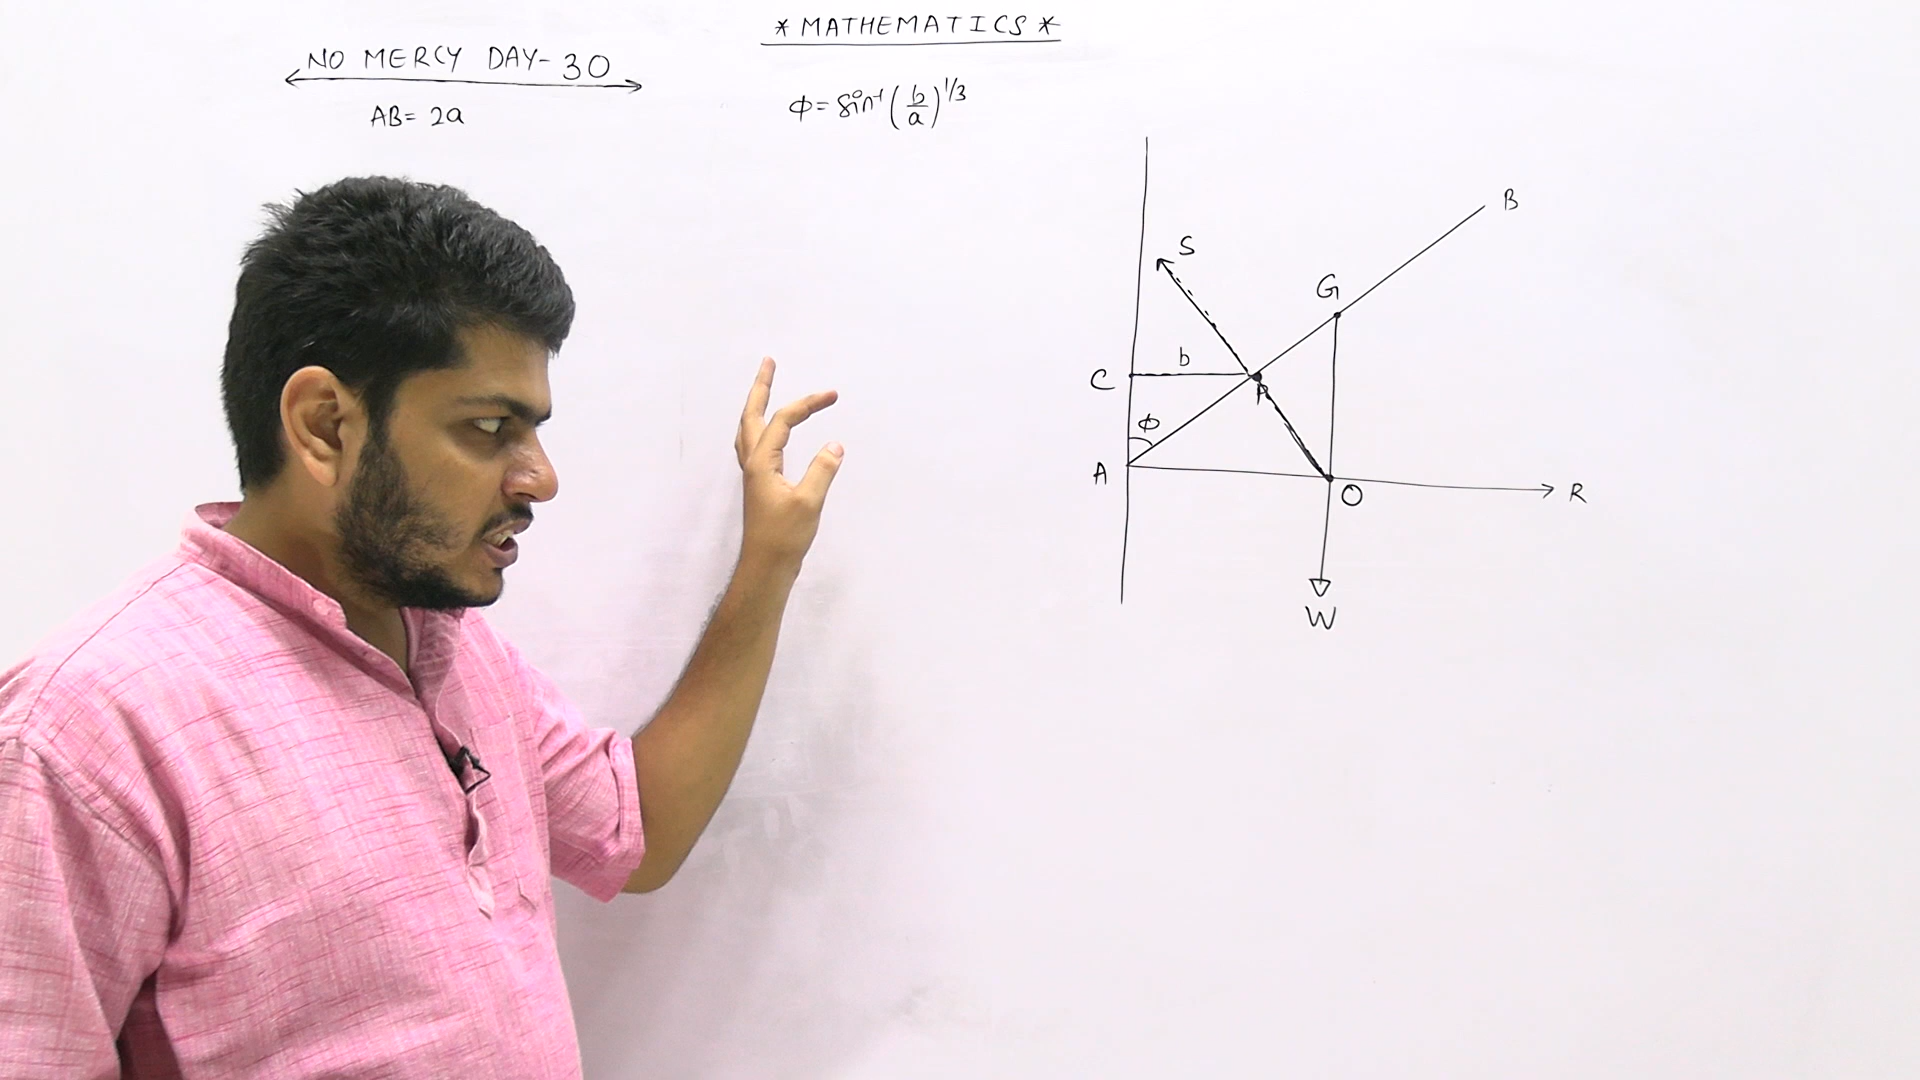 * MATHEMATICS *
NO MERCY DAY-30
AB= 2a
ϕ= sin⁻¹(b/a)^1/3
B
S
G
b
C
P
ϕ
A
O
R
W